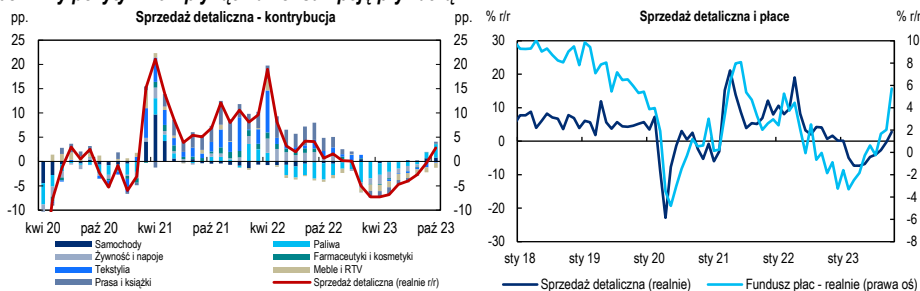 Sprzedaż detaliczna - kontrybucja
pp.
pp.
25
20
15
10
5
0
-5
-10
25
20
15
10
5
0
-5
-10
kwi 20
paź 20
kwi 21
paź 21
kwi 22
paź 22
kwi 23
paź 23
Samochody
Paliwa
Żywność i napoje
Farmaceutyki i kosmetyki
Tekstylia
Meble i RTV
Prasa i książki
Sprzedaż detaliczna (realnie r/r)
% r/r
Sprzedaż detaliczna i płace
% r/r
30
20
10
0
-10
-20
-30
10
8
6
4
2
0
-2
-4
-6
-8
sty 18
sty 19
sty 20
sty 21
sty 22
sty 23
Sprzedaż detaliczna (realnie)
Fundusz płac - realnie (prawa oś)